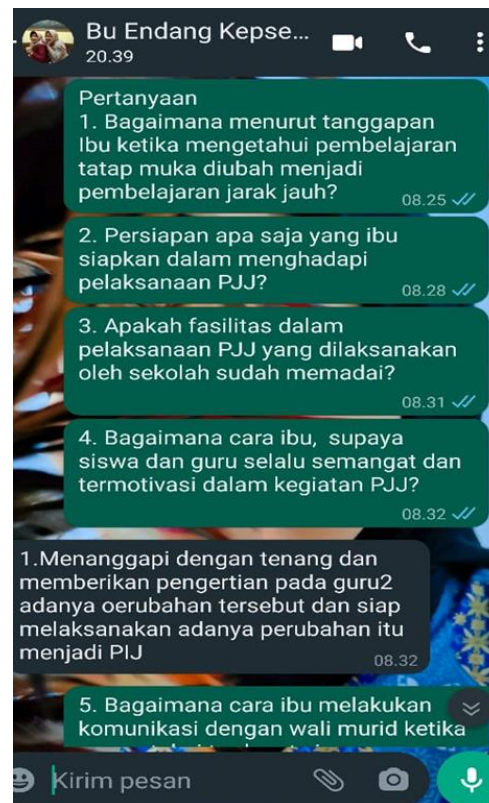 Bu Endang Kepse...
20.39
Pertanyaan
1. Bagaimana menurut tanggapan
Ibu ketika mengetahui pembelajaran
tatap muka diubah menjadi
pembelajaran jarak jauh?
08.25
2. Persiapan apa saja yang ibu
siapkan dalam menghadapi
pelaksanaan PJJ?
08.28
3. Apakah fasilitas dalam
pelaksanaan PJJ yang dilaksanakan
oleh sekolah sudah memadai?
08.31
4. Bagaimana cara ibu, supaya
siswa dan guru selalu semangat dan
termotivasi dalam kegiatan PJJ?
08.32
1.Menanggapi dengan tenang dan
memberikan pengertian pada guru2
adanya oerubahan tersebut dan siap
melaksanakan adanya perubahan itu
menjadi PIJ
08.32
5. Bagaimana cara ibu melakukan
komunikasi dengan wali murid ketika
Kirim pesan